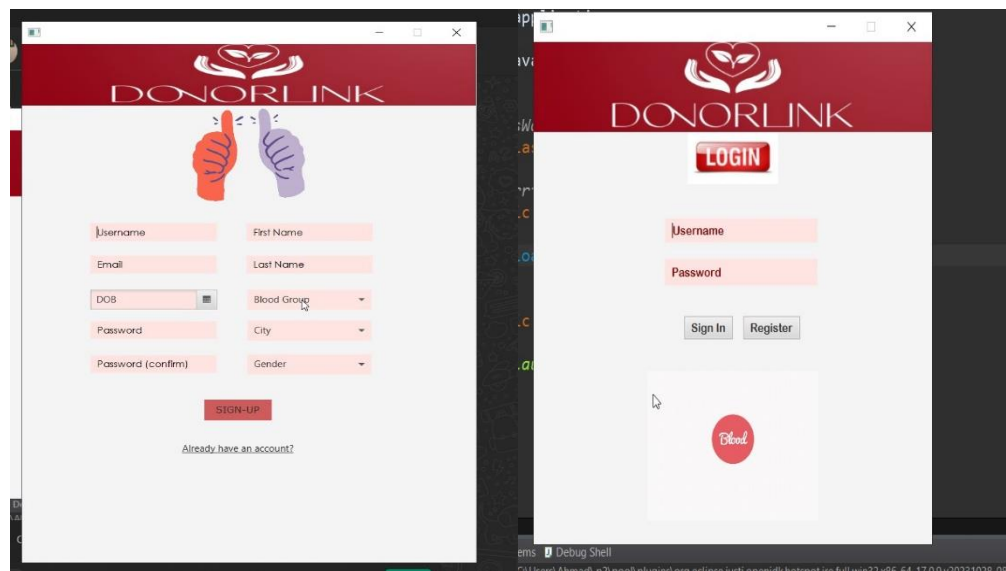 DONORLINK
Username
First Name
Email
Last Name
DOB
Blood Group
Password
City
Password (confirm)
Gender
SIGN-UP
Already have an account?
DONORLINK
LOGIN
Username
Password
Sign In
Register
Blood
Debug Shell